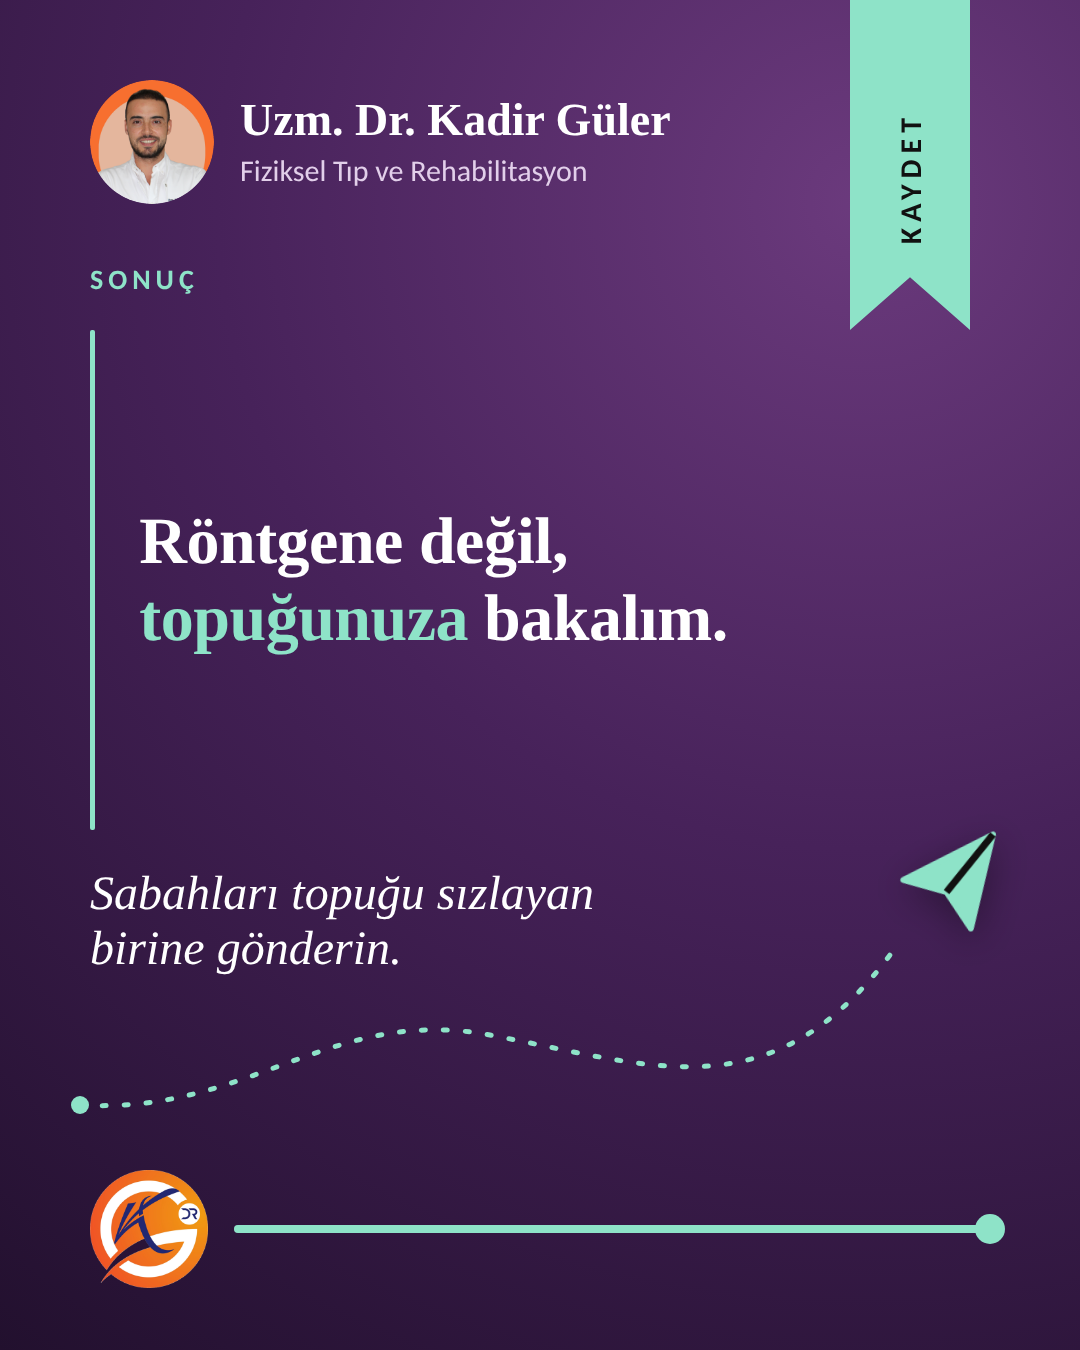 Uzm. Dr. Kadir Güler
Fiziksel Tıp ve Rehabilitasyon
KAYDET
SONUÇ
Röntgene değil,
topuğunuza bakalım.
Sabahları topuğu sızlayan
birine gönderin.
DR